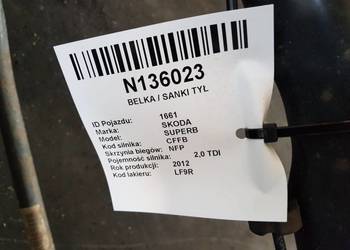 N136023
BELKA / SANKI TYŁ
ID Pojazdu: 1661
Marka: SKODA
Model: SUPERB
Kod silnika: CFFB
Skrzynia biegów: NFP
Pojemność silnika: 2,0 TDI
Rok produkcji: 2012
Kod lakieru: LF9R